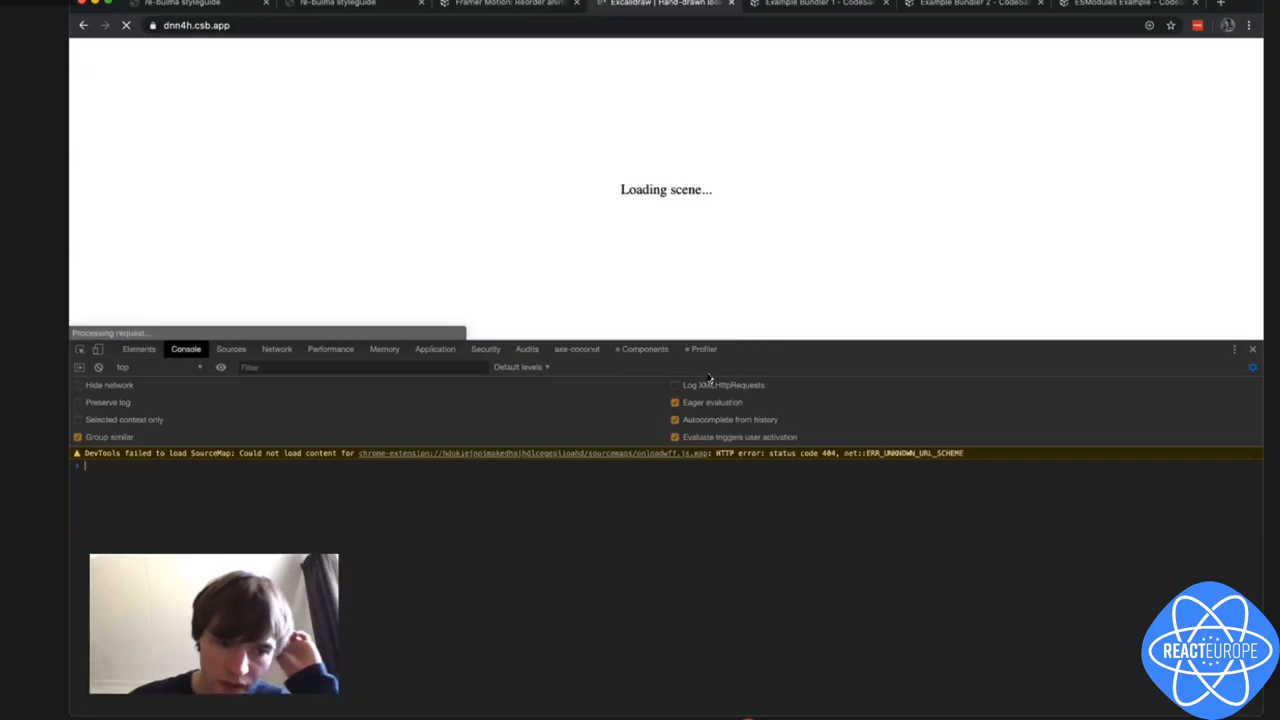 re-bulma styleguide
re-bulma styleguide
Framer Motion: Reorder ani
Excalidraw | Hand-drawn loo
Example Bundler 1 - CodeSa
Example Bundler 2 - CodeSa
ESModules Example - CodeS
dnn4h.csb.app
Loading scene...
Processing request...
Elements Console Sources Network Performance Memory Application Security Audits axe-coconut Components Profiler
top Filter Default levels
Hide network
Log XMLHttpRequests
Preserve log
Eager evaluation
Selected context only
Autocomplete from history
Group similar
Evaluate triggers user activation
DevTools failed to load SourceMap: Could not load content for HTTP error: status code 404, net::ERR_UNKNOWN_URL_SCHEME
REACTEUROPE